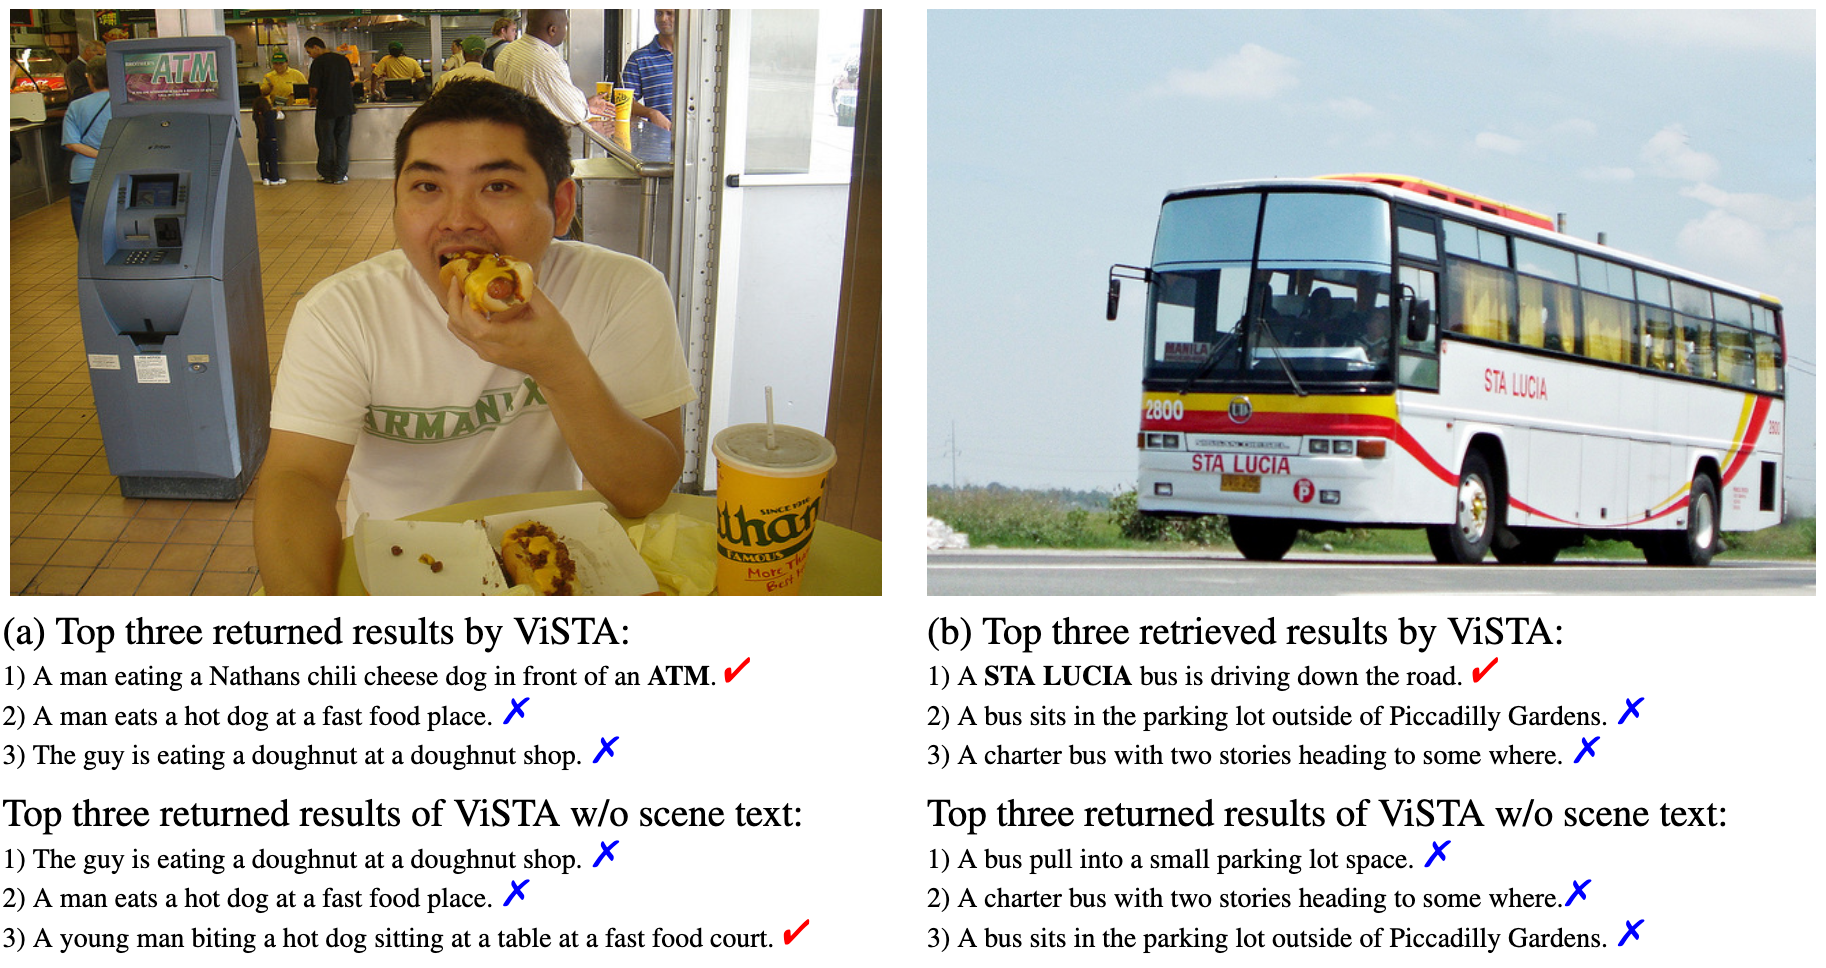 ATM
ARMANI X
SINCE 1916
than
FAMOUS
More Tha
Best
MANILA
2800
UD
NISSAN DIESEL
STA LUCIA
P
STA LUCIA
2800
(a) Top three returned results by ViSTA:
1) A man eating a Nathans chili cheese dog in front of an ATM. ✓
2) A man eats a hot dog at a fast food place. ✗
3) The guy is eating a doughnut at a doughnut shop. ✗
Top three returned results of ViSTA w/o scene text:
1) The guy is eating a doughnut at a doughnut shop. ✗
2) A man eats a hot dog at a fast food place. ✗
3) A young man biting a hot dog sitting at a table at a fast food court. ✓
(b) Top three retrieved results by ViSTA:
1) A STA LUCIA bus is driving down the road. ✓
2) A bus sits in the parking lot outside of Piccadilly Gardens. ✗
3) A charter bus with two stories heading to some where. ✗
Top three returned results of ViSTA w/o scene text:
1) A bus pull into a small parking lot space. ✗
2) A charter bus with two stories heading to some where. ✗
3) A bus sits in the parking lot outside of Piccadilly Gardens. ✗